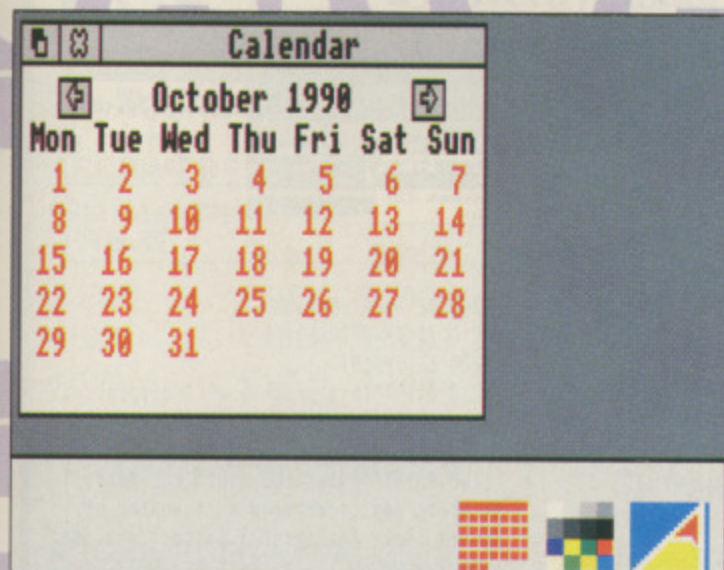 Calendar
October 1990
Mon Tue Wed Thu Fri Sat Sun
1 2 3 4 5 6 7
8 9 10 11 12 13 14
15 16 17 18 19 20 21
22 23 24 25 26 27 28
29 30 31